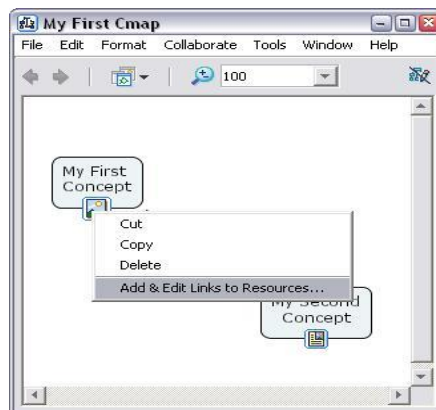 My First Cmap
File Edit Format Collaborate Tools Window Help
100
My First
Concept
Cut
Copy
Delete
Add & Edit Links to Resources...
My Second
Concept